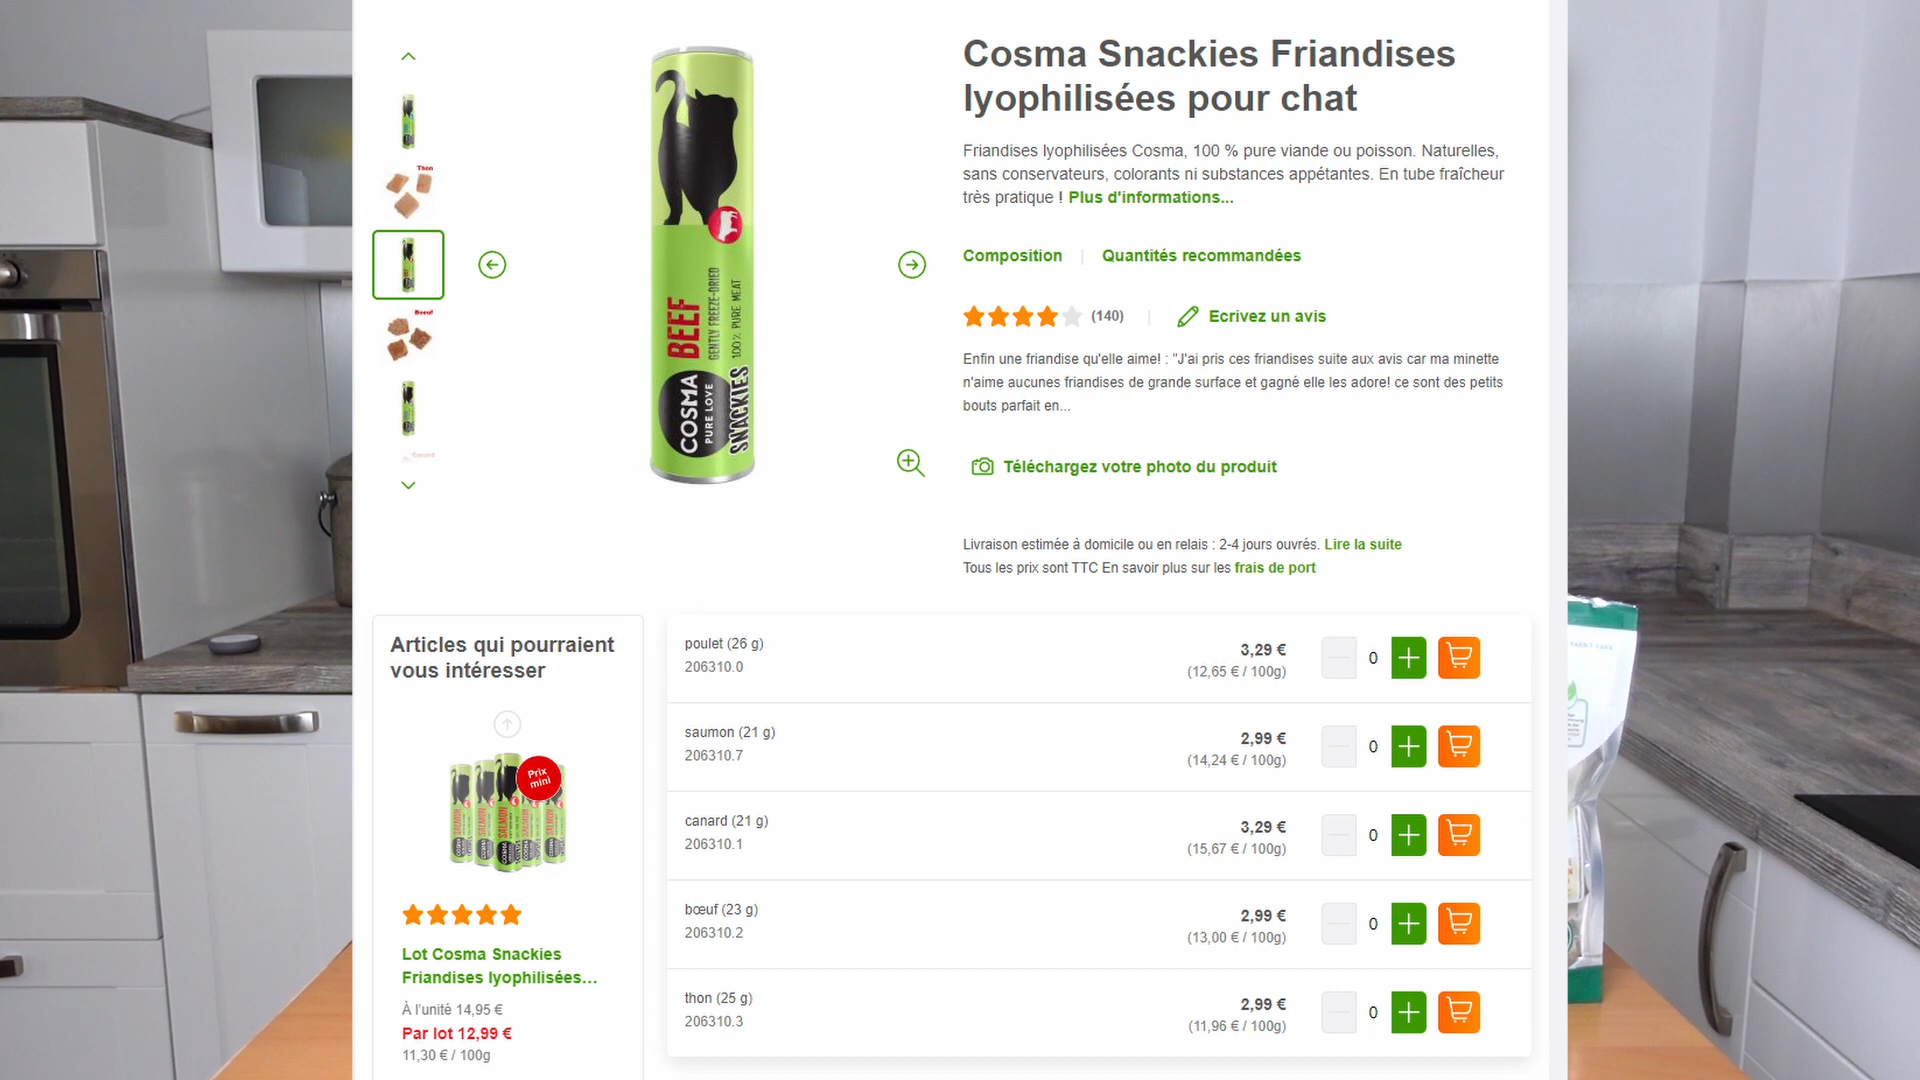 Cosma Snackies Friandises
lyophilisées pour chat
Friandises lyophilisées Cosma, 100 % pure viande ou poisson. Naturelles,
sans conservateurs, colorants ni substances appétantes. En tube fraîcheur
très pratique ! Plus d'informations...
Composition
Quantités recommandées
(140)
Ecrivez un avis
Enfin une friandise qu'elle aime! : "J'ai pris ces friandises suite aux avis car ma minette
n'aime aucunes friandises de grande surface et gagné elle les adore! ce sont des petits
bouts parfait en...
Téléchargez votre photo du produit
Livraison estimée à domicile ou en relais : 2-4 jours ouvrés. Lire la suite
Tous les prix sont TTC En savoir plus sur les frais de port
Thon
Boeuf
Canard
COSMA
PURE LOVE
SNACKIES
BEEF
GENTLY FREEZE-DRIED
100% PURE MEAT
Articles qui pourraient
vous intéresser
Prix
mini
SALMON
SALMON
SALMON
SALMON
SALMON
COSMA
Lot Cosma Snackies
Friandises lyophilisées...
À l'unité 14,95 €
Par lot 12,99 €
11,30 € / 100g
poulet (26 g)
206310.0
3,29 €
(12,65 € / 100g)
0
saumon (21 g)
206310.7
2,99 €
(14,24 € / 100g)
0
canard (21 g)
206310.1
3,29 €
(15,67 € / 100g)
0
bœuf (23 g)
206310.2
2,99 €
(13,00 € / 100g)
0
thon (25 g)
206310.3
2,99 €
(11,96 € / 100g)
0